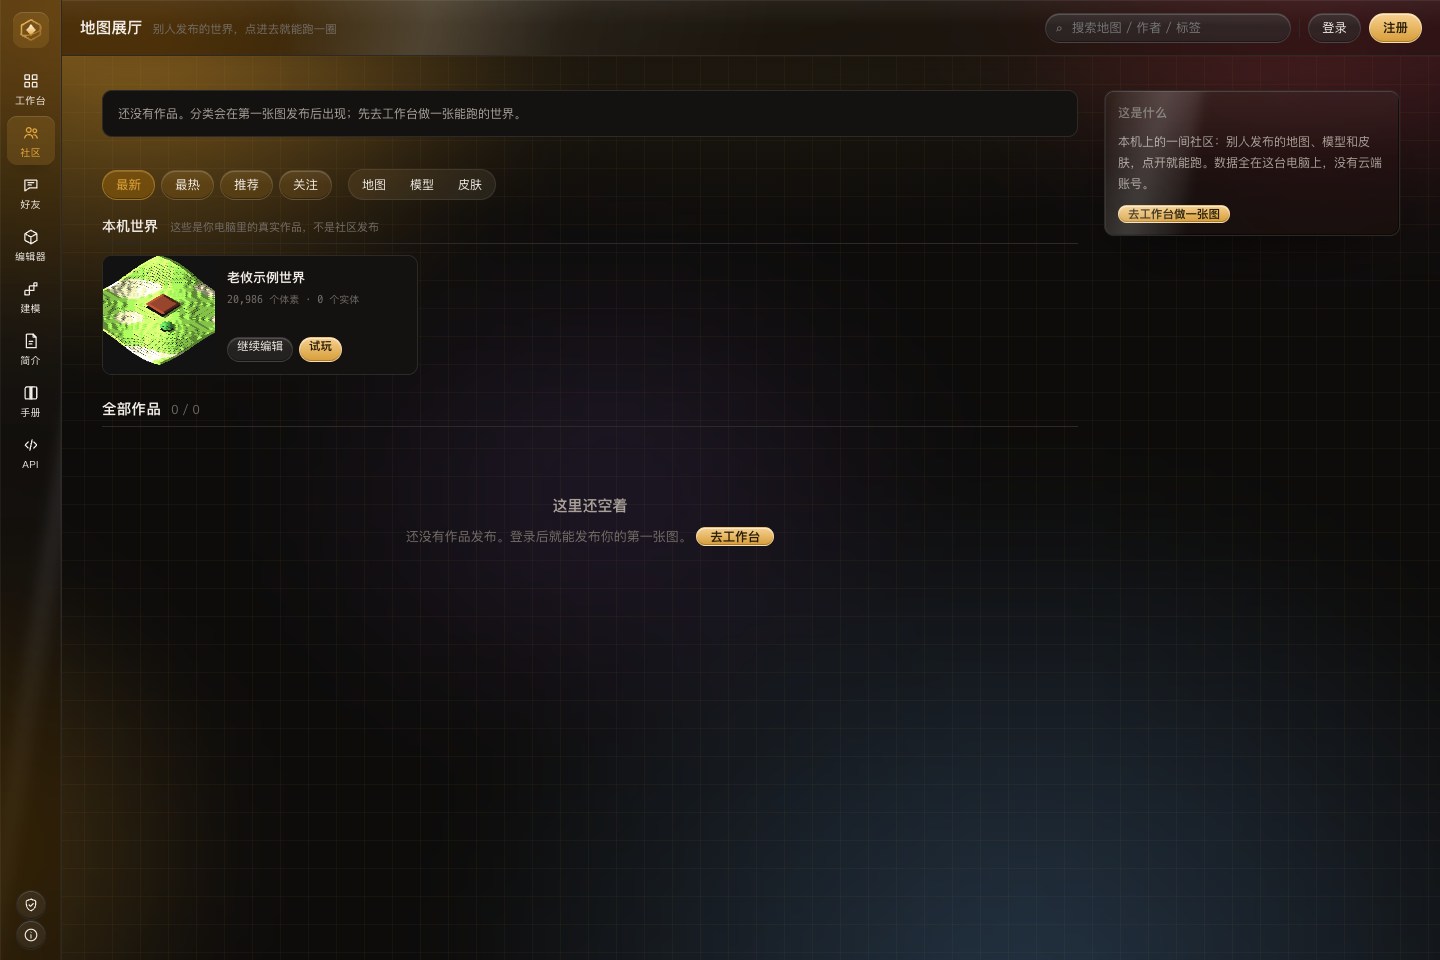 地图展厅 别人发布的世界，点进去就能跑一圈
搜索地图 / 作者 / 标签
登录
注册
工作台
社区
好友
编辑器
建模
简介
手册
API
还没有作品。分类会在第一张图发布后出现；先去工作台做一张能跑的世界。
最新 最热 推荐 关注 地图 模型 皮肤
本机世界 这些是你电脑里的真实作品，不是社区发布
老攸示例世界
20,986 个体素 · 0 个实体
继续编辑 试玩
全部作品 0 / 0
这里还空着
还没有作品发布。登录后就能发布你的第一张图。 去工作台
这是什么
本机上的一间社区：别人发布的地图、模型和皮
肤，点开就能跑。数据全在这台电脑上，没有云端
账号。
去工作台做一张图